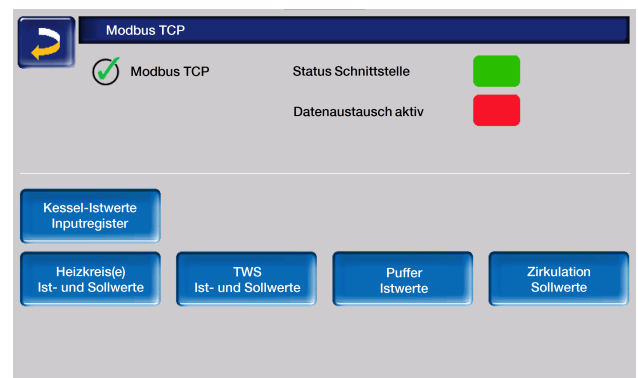 Modbus TCP
Modbus TCP
Status Schnittstelle
Datenaustausch aktiv
Kessel-Istwerte
Inputregister
Heizkreis(e)
Ist- und Sollwerte
TWS
Ist- und Sollwerte
Puffer
Istwerte
Zirkulation
Sollwerte